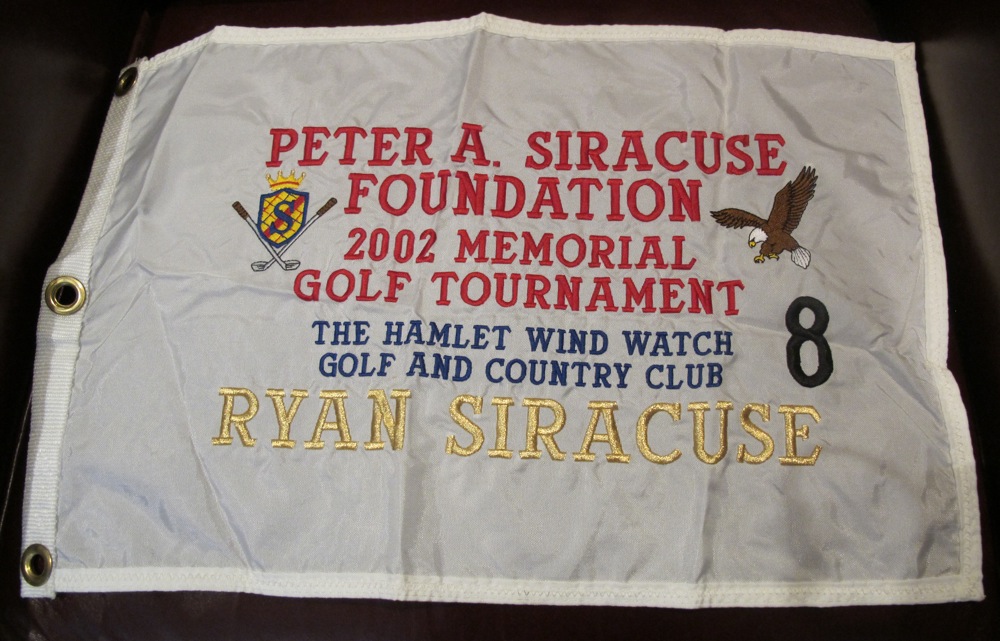 PETER A. SIRACUSE
FOUNDATION
S
2002 MEMORIAL
GOLF TOURNAMENT
THE HAMLET WIND WATCH
GOLF AND COUNTRY CLUB
8
RYAN SIRACUSE